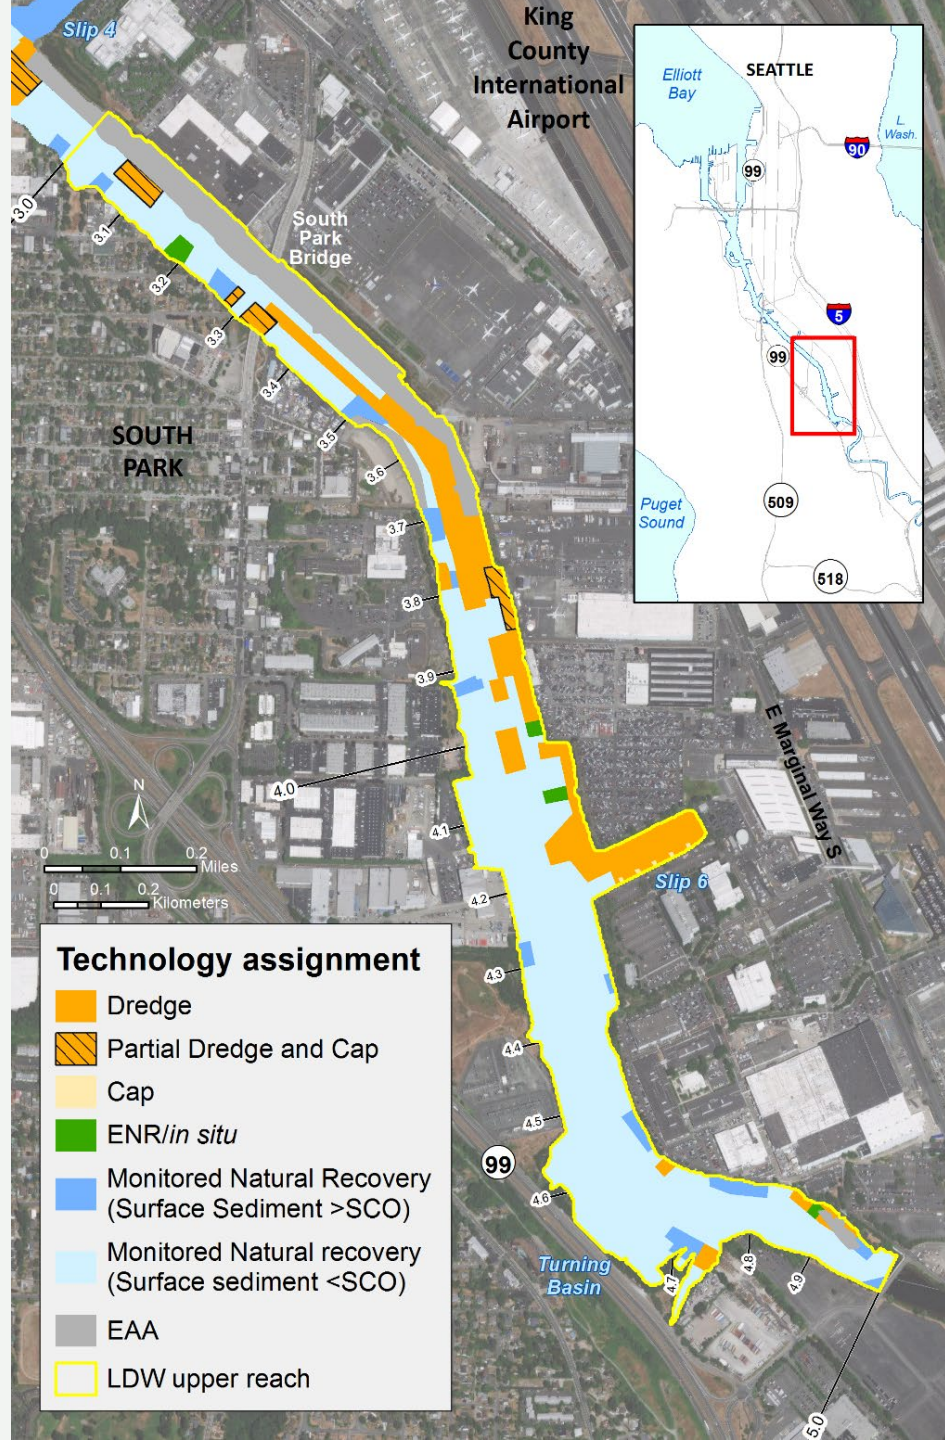 Slip 4
King
County
International
Airport
SEATTLE
Elliott
Bay
L.
Wash.
90
99
5
99
509
518
Puget
Sound
South
Park
Bridge
SOUTH
PARK
3.0
3.1
3.2
3.3
3.4
3.5
3.6
3.7
3.8
3.9
4.0
4.1
4.2
4.3
4.4
4.5
4.6
4.7
4.8
4.9
5.0
E Marginal Way S
Slip 6
99
Turning
Basin
N
0 0.1 0.2
Miles
0 0.1 0.2
Kilometers
Technology assignment
Dredge
Partial Dredge and Cap
Cap
ENR/in situ
Monitored Natural Recovery
(Surface Sediment >SCO)
Monitored Natural recovery
(Surface sediment <SCO)
EAA
LDW upper reach